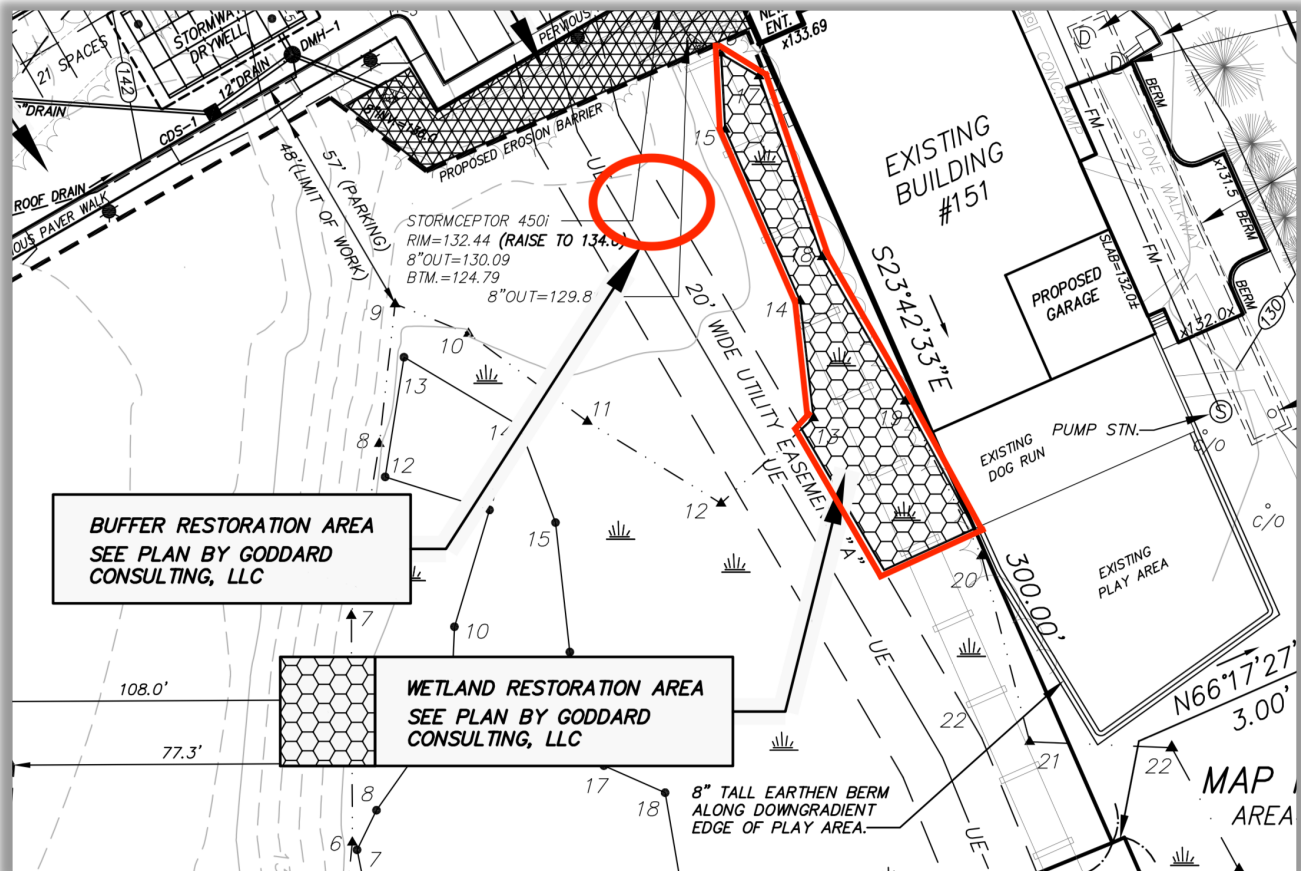 21 SPACES
STORMWA
DRYWELL
DMH-1
142
12"DRAIN
"DRAIN
CDS-1
ROOF DRAIN
OUS PAVER WALK
PERVIOUS
PROPOSED EROSION BARRIER
NEW
ENT.
x133.69
48'(LIMIT OF WORK)
57' (PARKING)
STORMCEPTOR 450i
RIM=132.44 (RAISE TO 134.0)
8"OUT=130.09
BTM.=124.79
8"OUT=129.8
UE
20' WIDE UTILITY EASEMEN "A"
UE
UE
UE
EXISTING
BUILDING
#151
S23°42'33"E
300.00'
CONC.RAMP
D
D
BERM
FM
STONE WALKWAY
x131.5
BERM
FM
SLAB=132.0±
BERM
130
x132.0x
PROPOSED
GARAGE
EXISTING
DOG RUN
PUMP STN.
S
c/o
c/o
EXISTING
PLAY AREA
N66°17'27"
3.00'
MAP
AREA
15
18
14
19
13
9
10
13
11
8
12
12
15
20
7
10
22
21
22
17
18
8
6
7
BUFFER RESTORATION AREA
SEE PLAN BY GODDARD
CONSULTING, LLC
WETLAND RESTORATION AREA
SEE PLAN BY GODDARD
CONSULTING, LLC
108.0'
77.3'
8" TALL EARTHEN BERM
ALONG DOWNGRADIENT
EDGE OF PLAY AREA.